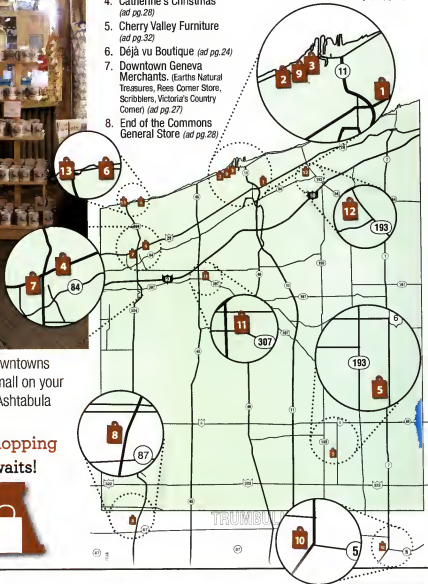 4. Catherine's Christmas
(ad pg.28)
5. Cherry Valley Furniture
(ad pg.32)
6. Déjà vu Boutique (ad pg.24)
7. Downtown Geneva
Merchants. (Earths Natural
Treasures, Rees Corner Store,
Scribblers, Victoria's Country
Corner) (ad pg.27)
8. End of the Commons
General Store (ad pg.28)
2
9
3
11
1
13
6
12
193
4
7
84
11
307
6
193
5
8
87
wntowns
mall on your
Ashtabula
opping
waits!
TRUMBUL
10
5